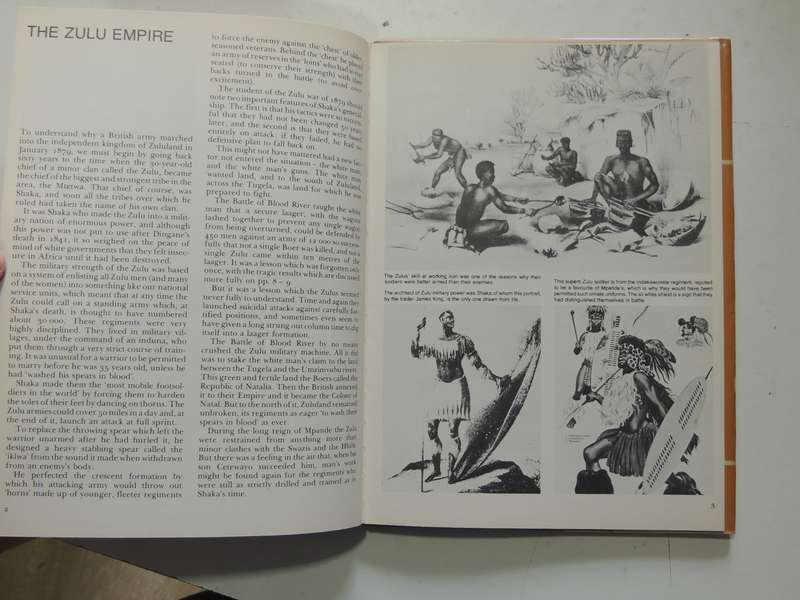 THE ZULU EMPIRE
To understand why a British army marched
into the independent kingdom of Zululand in
January 1879, we must begin by going back
sixty years to the time when the 30-year-old
chief of a minor clan called the Zulu, became
the chief of the biggest and strongest tribe in the
area, the Mtetwa. That chief of course, was
Shaka, and soon all the tribes over which he
ruled had taken the name of his own clan.
It was Shaka who made the Zulu into a milit-
ary nation of enormous power, and although
this power was not put to use after Dingane's
death in 1841, it so weighed on the peace of
mind of white governments that they felt insec-
ure in Africa until it had been destroyed.
The military strength of the Zulu was based
on a system of enlisting all Zulu men (and many
of the women) into something like our national
service units, which meant that at any time the
Zulu could call on a standing army which, at
Shaka's death, is thought to have numbered
about 30 000. These regiments were very
highly disciplined. They lived in military vil-
lages, under the command of an induna, who
put them through a very strict course of train-
ing. It was unusual for a warrior to be permitted
to marry before he was 35 years old, unless he
had 'washed his spears in blood'.
Shaka made them the 'most mobile footsol-
diers in the world' by forcing them to harden
the soles of their feet by dancing on thorns. The
Zulu armies could cover 50 miles in a day and, at
the end of it, launch an attack at full sprint.
To replace the throwing spear which left the
warrior unarmed after he had hurled it, he
designed a heavy stabbing spear called the
'iklwa' from the sound it made when withdrawn
from an enemy's body.
He perfected the crescent formation by
which his attacking army would throw out
'horns' made up of younger, fleeter regiments
to force the enemy against the 'chest' of older,
seasoned veterans. Behind the 'chest' he placed
an army of reserves in the 'loins' who had to stay
seated (to conserve their strength) with their
backs turned to the battle (to avoid over
excitement).
The student of the Zulu war of 1879 should
note two important features of Shaka's general-
ship. The first is that his tactics were so success-
ful that they had not been changed 50 years
later, and the second is that they were based
entirely on attack: if they failed, he had no
defensive plan to fall back on.
This might not have mattered had a new fac-
tor not entered the situation – the white man
and the white man's guns. The white man
wanted land, and to the south of Zululand,
across the Tugela, was land for which he was
prepared to fight.
The Battle of Blood River taught the white
man that a secure laager, with the wagons
lashed together to prevent any single wagon
from being overturned, could be defended by
450 men against an army of 12 000 so success-
fully that not a single Boer was killed, and not a
single Zulu came within ten metres of the
laager. It was a lesson which was forgotten only
once, with the tragic results which are discussed
more fully on pp. 8 – 9.
But it was a lesson which the Zulus seemed
never fully to understand. Time and again they
launched suicidal attacks against carefully for-
tified positions, and sometimes even seem to
have given a long strung out column time to dig
itself into a laager formation.
The Battle of Blood River by no means
crushed the Zulu military machine. All it did
was to stake the white man's claim to the land
between the Tugela and the Umzimvubu rivers.
This green and fertile land the Boers called the
Republic of Natalia. Then the British annexed
it to their Empire and it became the Colony of
Natal. But to the north of it, Zululand remained
unbroken, its regiments as eager 'to wash their
spears in blood' as ever.
During the long reign of Mpande the Zulu
were restrained from anything more than
minor clashes with the Swazis and the Hlubi.
But there was a feeling in the air that, when his
son Cetewayo succeeded him, man's work
might be found again for the regiments who
were still as strictly drilled and trained as in
Shaka's time.
The Zulus' skill at working iron was one of the reasons why their
soldiers were better armed than their enemies.
The architect of Zulu military power was Shaka of whom this portrait,
by the trader James King, is the only one drawn from life.
This superb Zulu soldier is from the regiment, reputed
to be a favourite of Mpande's, which is why they would have been
permitted such ornate uniforms. The all white shield is a sign that they
had distinguished themselves in battle.
3